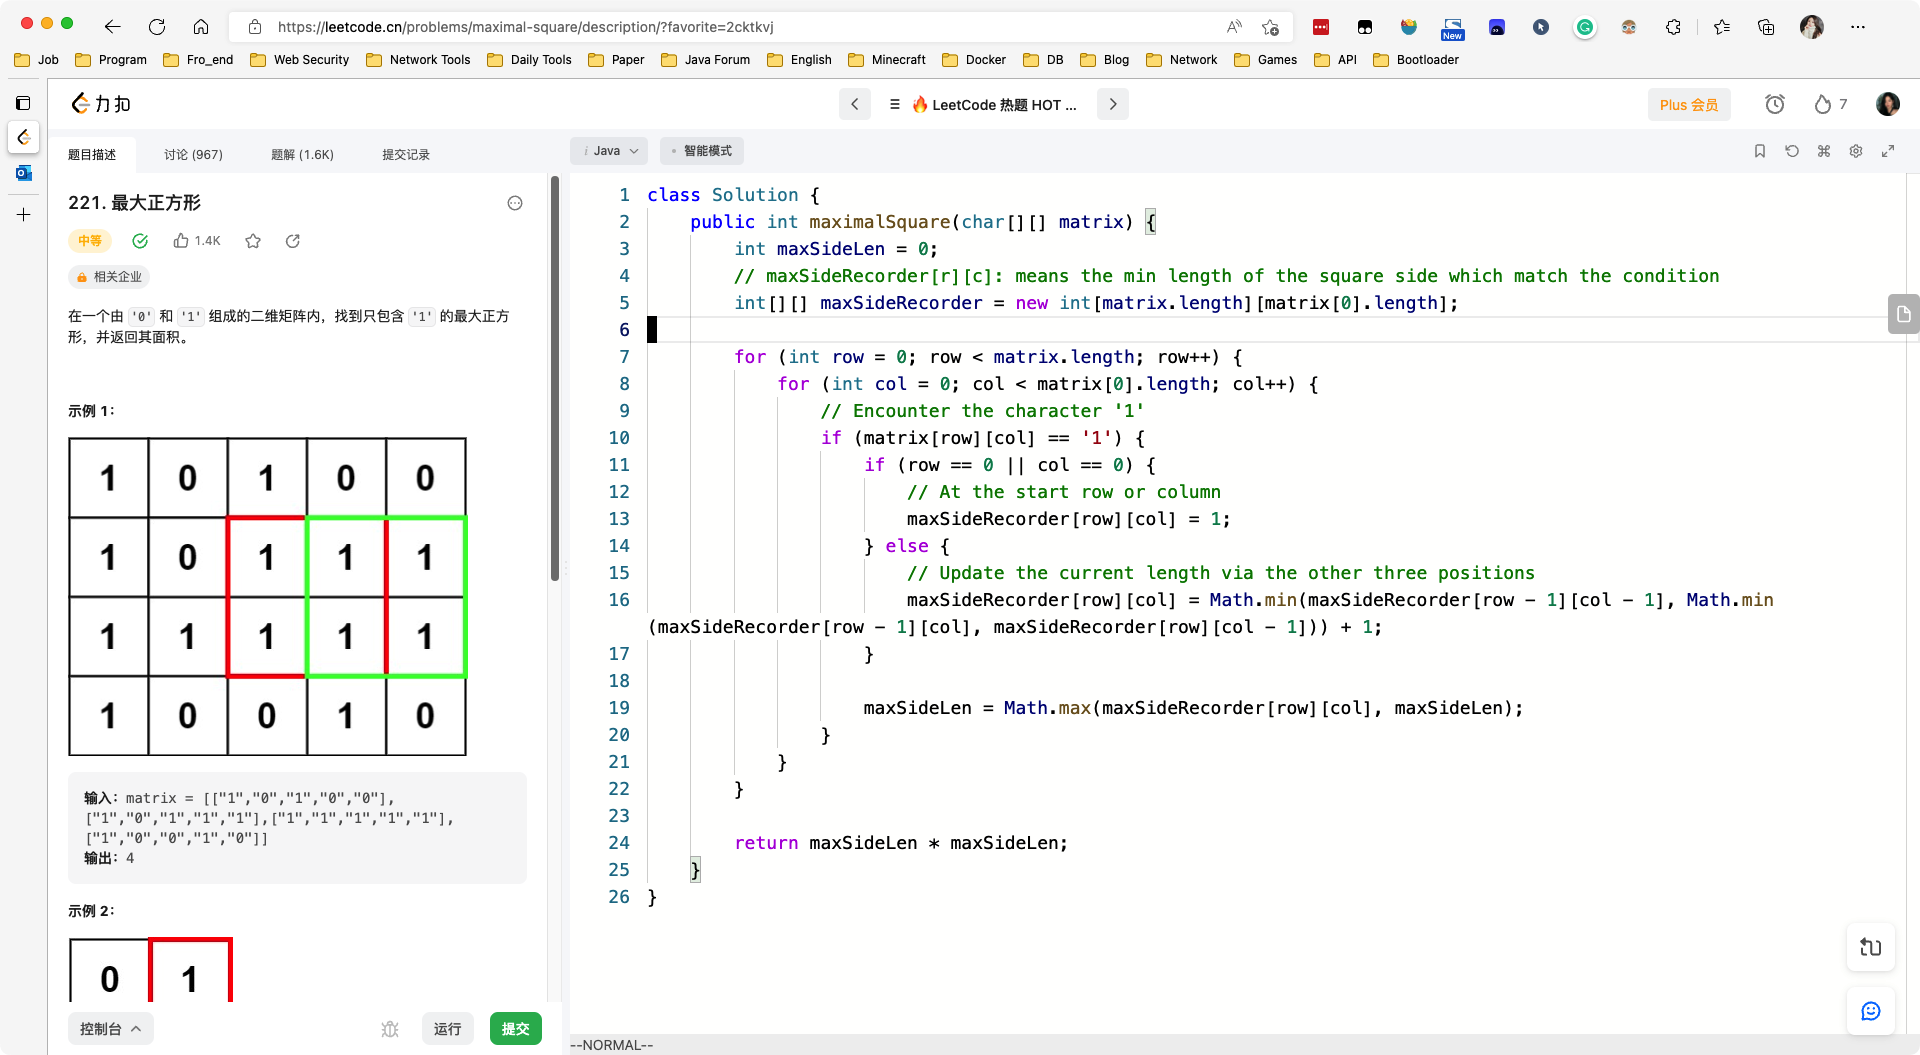 https://leetcode.cn/problems/maximal-square/description/?favorite=2cktkvj
New
Job Program Fro_end Web Security Network Tools Daily Tools Paper Java Forum English Minecraft Docker DB Blog Network Games API Bootloader
力扣
LeetCode 热题 HOT ...
Plus 会员
7
题目描述 讨论 (967) 题解 (1.6K) 提交记录
i Java 智能模式
221. 最大正方形
中等 1.4K
相关企业
在一个由 '0' 和 '1' 组成的二维矩阵内，找到只包含 '1' 的最大正方
形，并返回其面积。
示例 1：
1 0 1 0 0
1 0 1 1 1
1 1 1 1 1
1 0 0 1 0
输入：matrix = [["1","0","1","0","0"],
["1","0","1","1","1"],["1","1","1","1","1"],
["1","0","0","1","0"]]
输出：4
示例 2：
0 1
控制台 运行 提交
1 class Solution {
2 public int maximalSquare(char[][] matrix) {
3 int maxSideLen = 0;
4 // maxSideRecorder[r][c]: means the min length of the square side which match the condition
5 int[][] maxSideRecorder = new int[matrix.length][matrix[0].length];
6
7 for (int row = 0; row < matrix.length; row++) {
8 for (int col = 0; col < matrix[0].length; col++) {
9 // Encounter the character '1'
10 if (matrix[row][col] == '1') {
11 if (row == 0 || col == 0) {
12 // At the start row or column
13 maxSideRecorder[row][col] = 1;
14 } else {
15 // Update the current length via the other three positions
16 maxSideRecorder[row][col] = Math.min(maxSideRecorder[row - 1][col - 1], Math.min
(maxSideRecorder[row - 1][col], maxSideRecorder[row][col - 1])) + 1;
17 }
18
19 maxSideLen = Math.max(maxSideRecorder[row][col], maxSideLen);
20 }
21 }
22 }
23
24 return maxSideLen * maxSideLen;
25 }
26 }
--NORMAL--